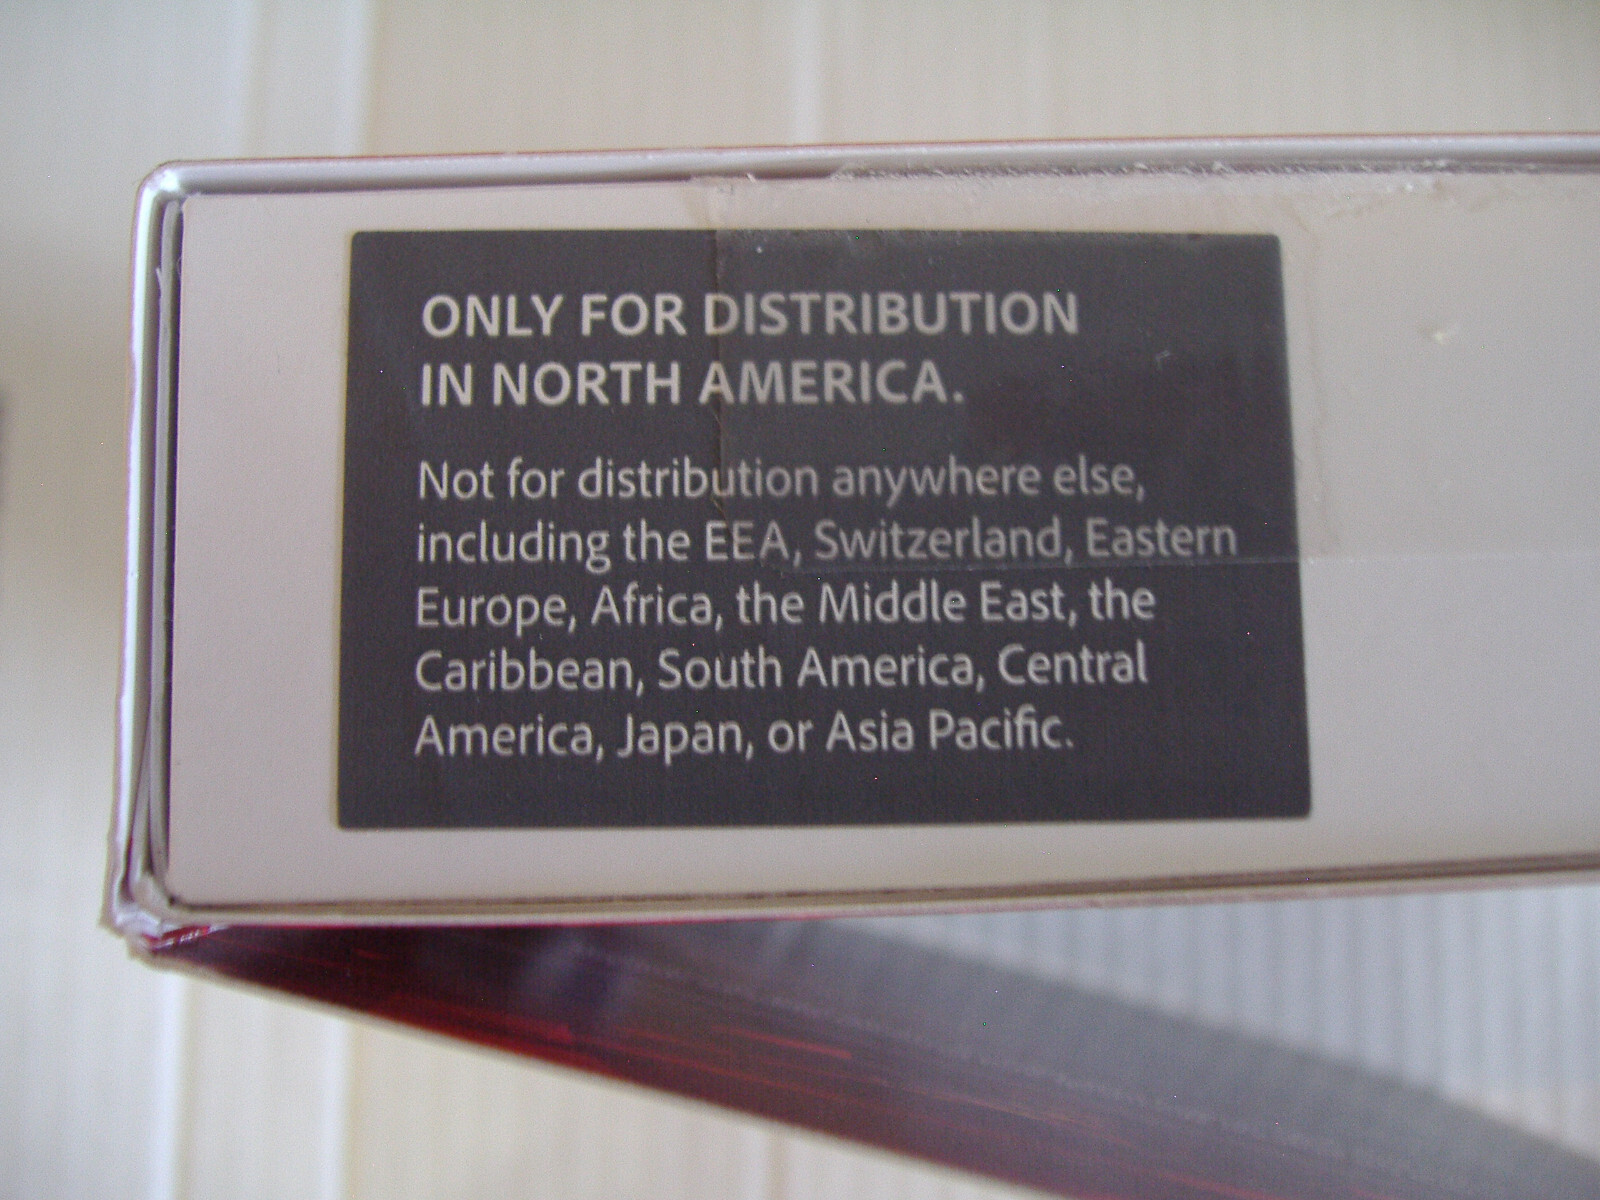 ONLY FOR DISTRIBUTION
IN NORTH AMERICA.
Not for distribution anywhere else,
including the EEA, Switzerland, Eastern
Europe, Africa, the Middle East, the
Caribbean, South America, Central
America, Japan, or Asia Pacific.